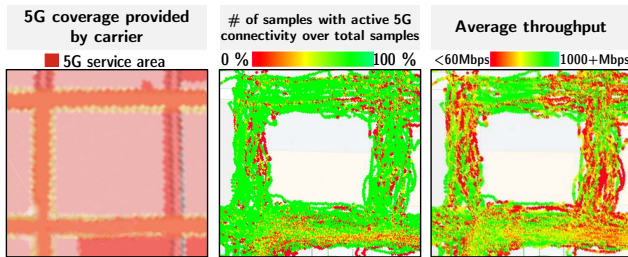 5G coverage provided
by carrier
5G service area
# of samples with active 5G
connectivity over total samples
0 %
100 %
Average throughput
<60Mbps
1000+Mbps